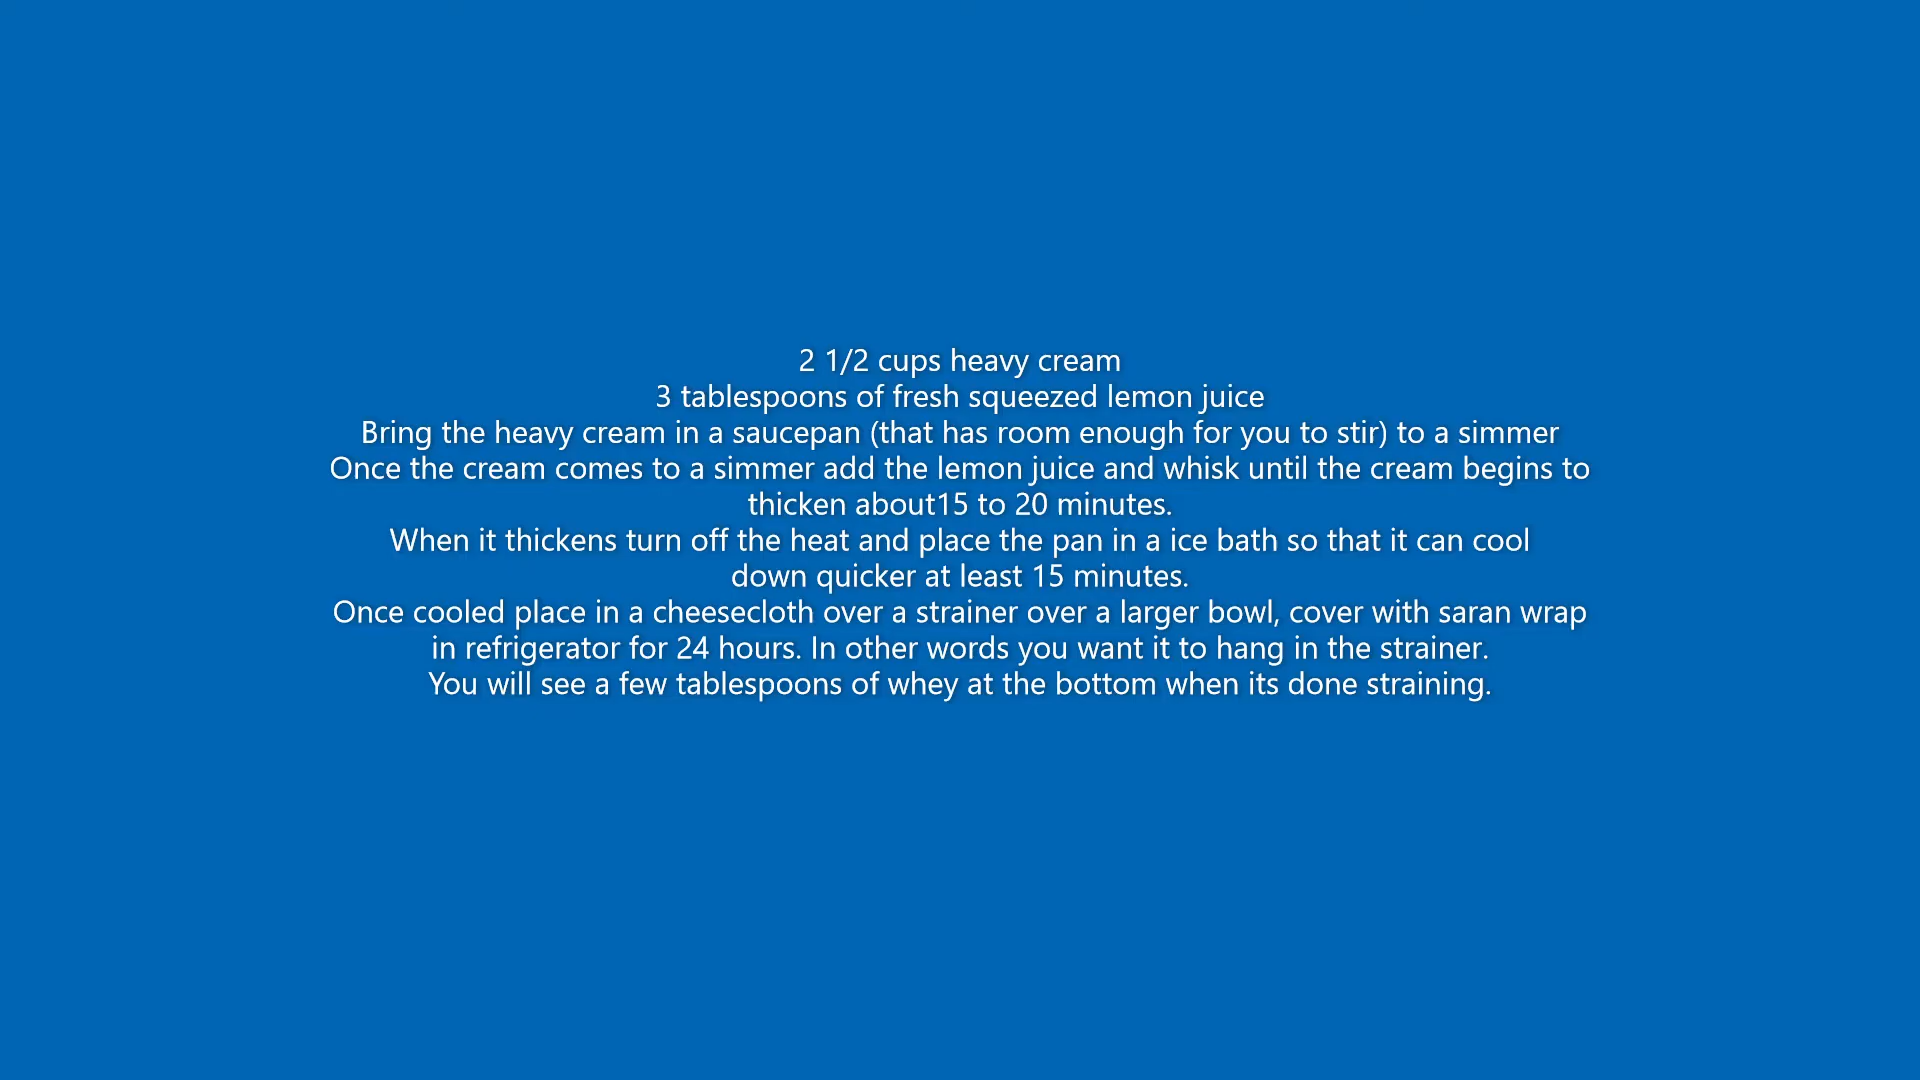 2 1/2 cups heavy cream
3 tablespoons of fresh squeezed lemon juice
Bring the heavy cream in a saucepan (that has room enough for you to stir) to a simmer
Once the cream comes to a simmer add the lemon juice and whisk until the cream begins to
thicken about15 to 20 minutes.
When it thickens turn off the heat and place the pan in a ice bath so that it can cool
down quicker at least 15 minutes.
Once cooled place in a cheesecloth over a strainer over a larger bowl, cover with saran wrap
in refrigerator for 24 hours. In other words you want it to hang in the strainer.
You will see a few tablespoons of whey at the bottom when its done straining.